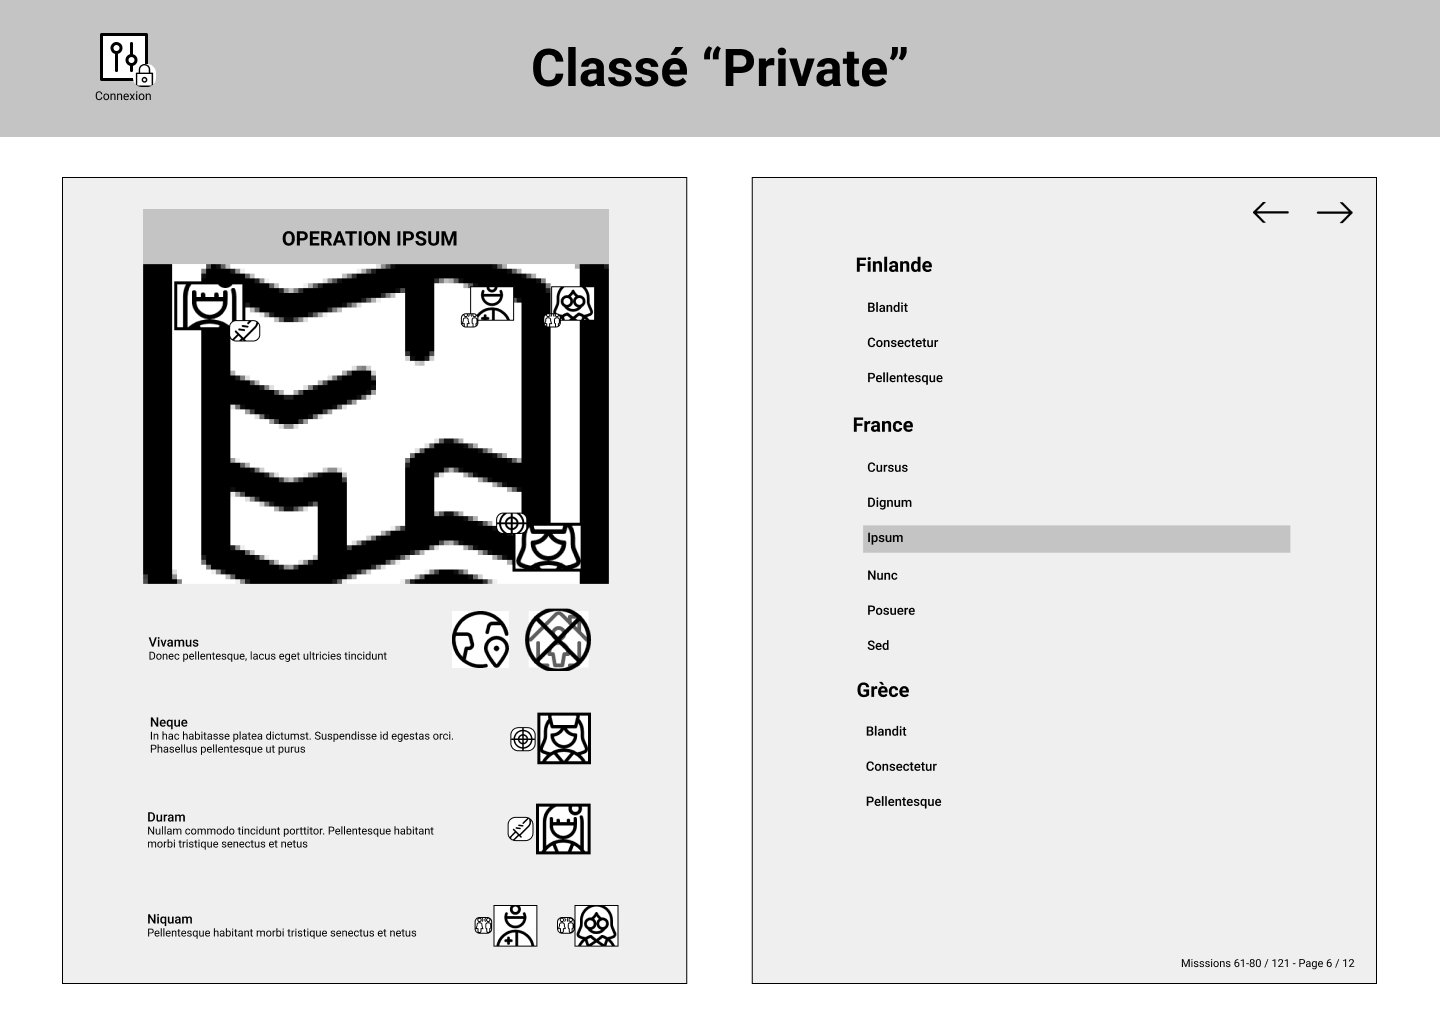 Connexion
Classé “Private”
OPERATION IPSUM
Vivamus
Donec pellentesque, lacus eget ultricies tincidunt
Neque
In hac habitasse platea dictumst. Suspendisse id egestas orci.
Phasellus pellentesque ut purus
Duram
Nullam commodo tincidunt porttitor. Pellentesque habitant
morbi tristique senectus et netus
Niquam
Pellentesque habitant morbi tristique senectus et netus
Finlande
Blandit
Consectetur
Pellentesque
France
Cursus
Dignum
Ipsum
Nunc
Posuere
Sed
Grèce
Blandit
Consectetur
Pellentesque
Misssions 61-80 / 121 - Page 6 / 12